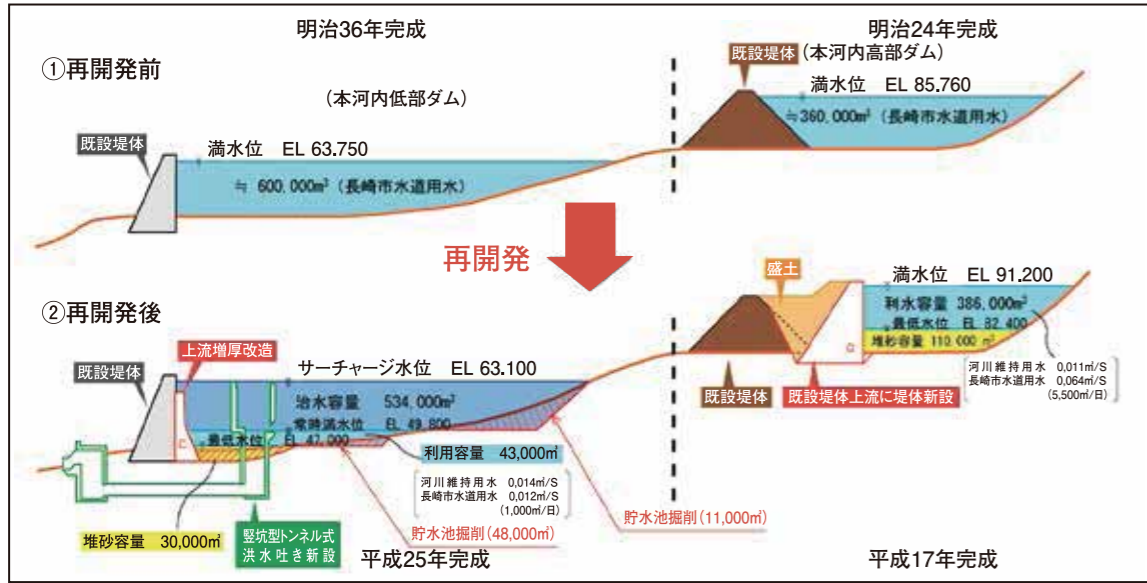 明治36年完成
明治24年完成
①再開発前
既設堤体
(本河内高部ダム)
満水位 EL 85.760
≒360,000m³ (長崎市水道用水)
(本河内低部ダム)
既設堤体
満水位 EL 63.750
≒ 600.000m³ (長崎市水道用水)
再開発
②再開発後
盛土
満水位 EL 91.200
利水容量 386,000m³
最低水位 EL 82.400
堆砂容量 110.000 m³
河川維持用水 0,011㎥/S
長崎市水道用水 0,064㎥/S
(5,500㎥/日)
既設堤体
既設堤体上流に堤体新設
上流増厚改造
既設堤体
サーチャージ水位 EL 63.100
治水容量 534,000m³
常時満水位 EL 49,800
最低水位 EL 47,000
利用容量 43,000㎥
河川維持用水 0,014㎥/S
長崎市水道用水 0,012㎥/S
(1,000㎥/日)
貯水池掘削(11,000㎥)
貯水池掘削(48,000㎥)
堆砂容量 30,000㎥
竪坑型トンネル式
洪水吐き新設
平成25年完成
平成17年完成